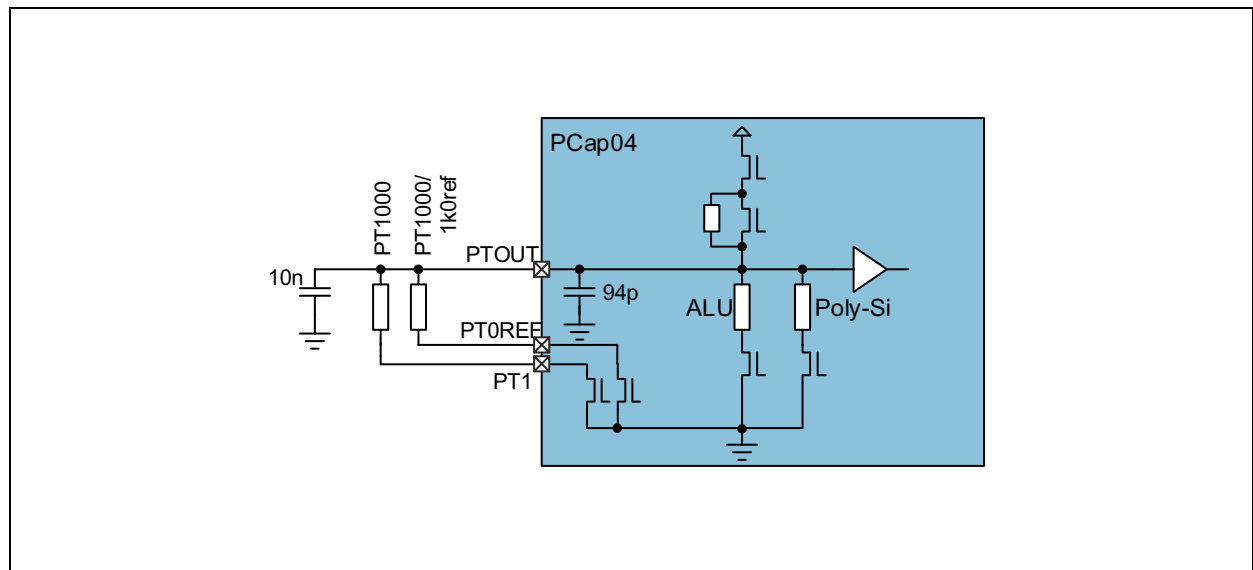 PCap04
PT1000
PT1000/
1k0ref
PTOUT
10n
94p
ALU
Poly-Si
PT0REF
PT1